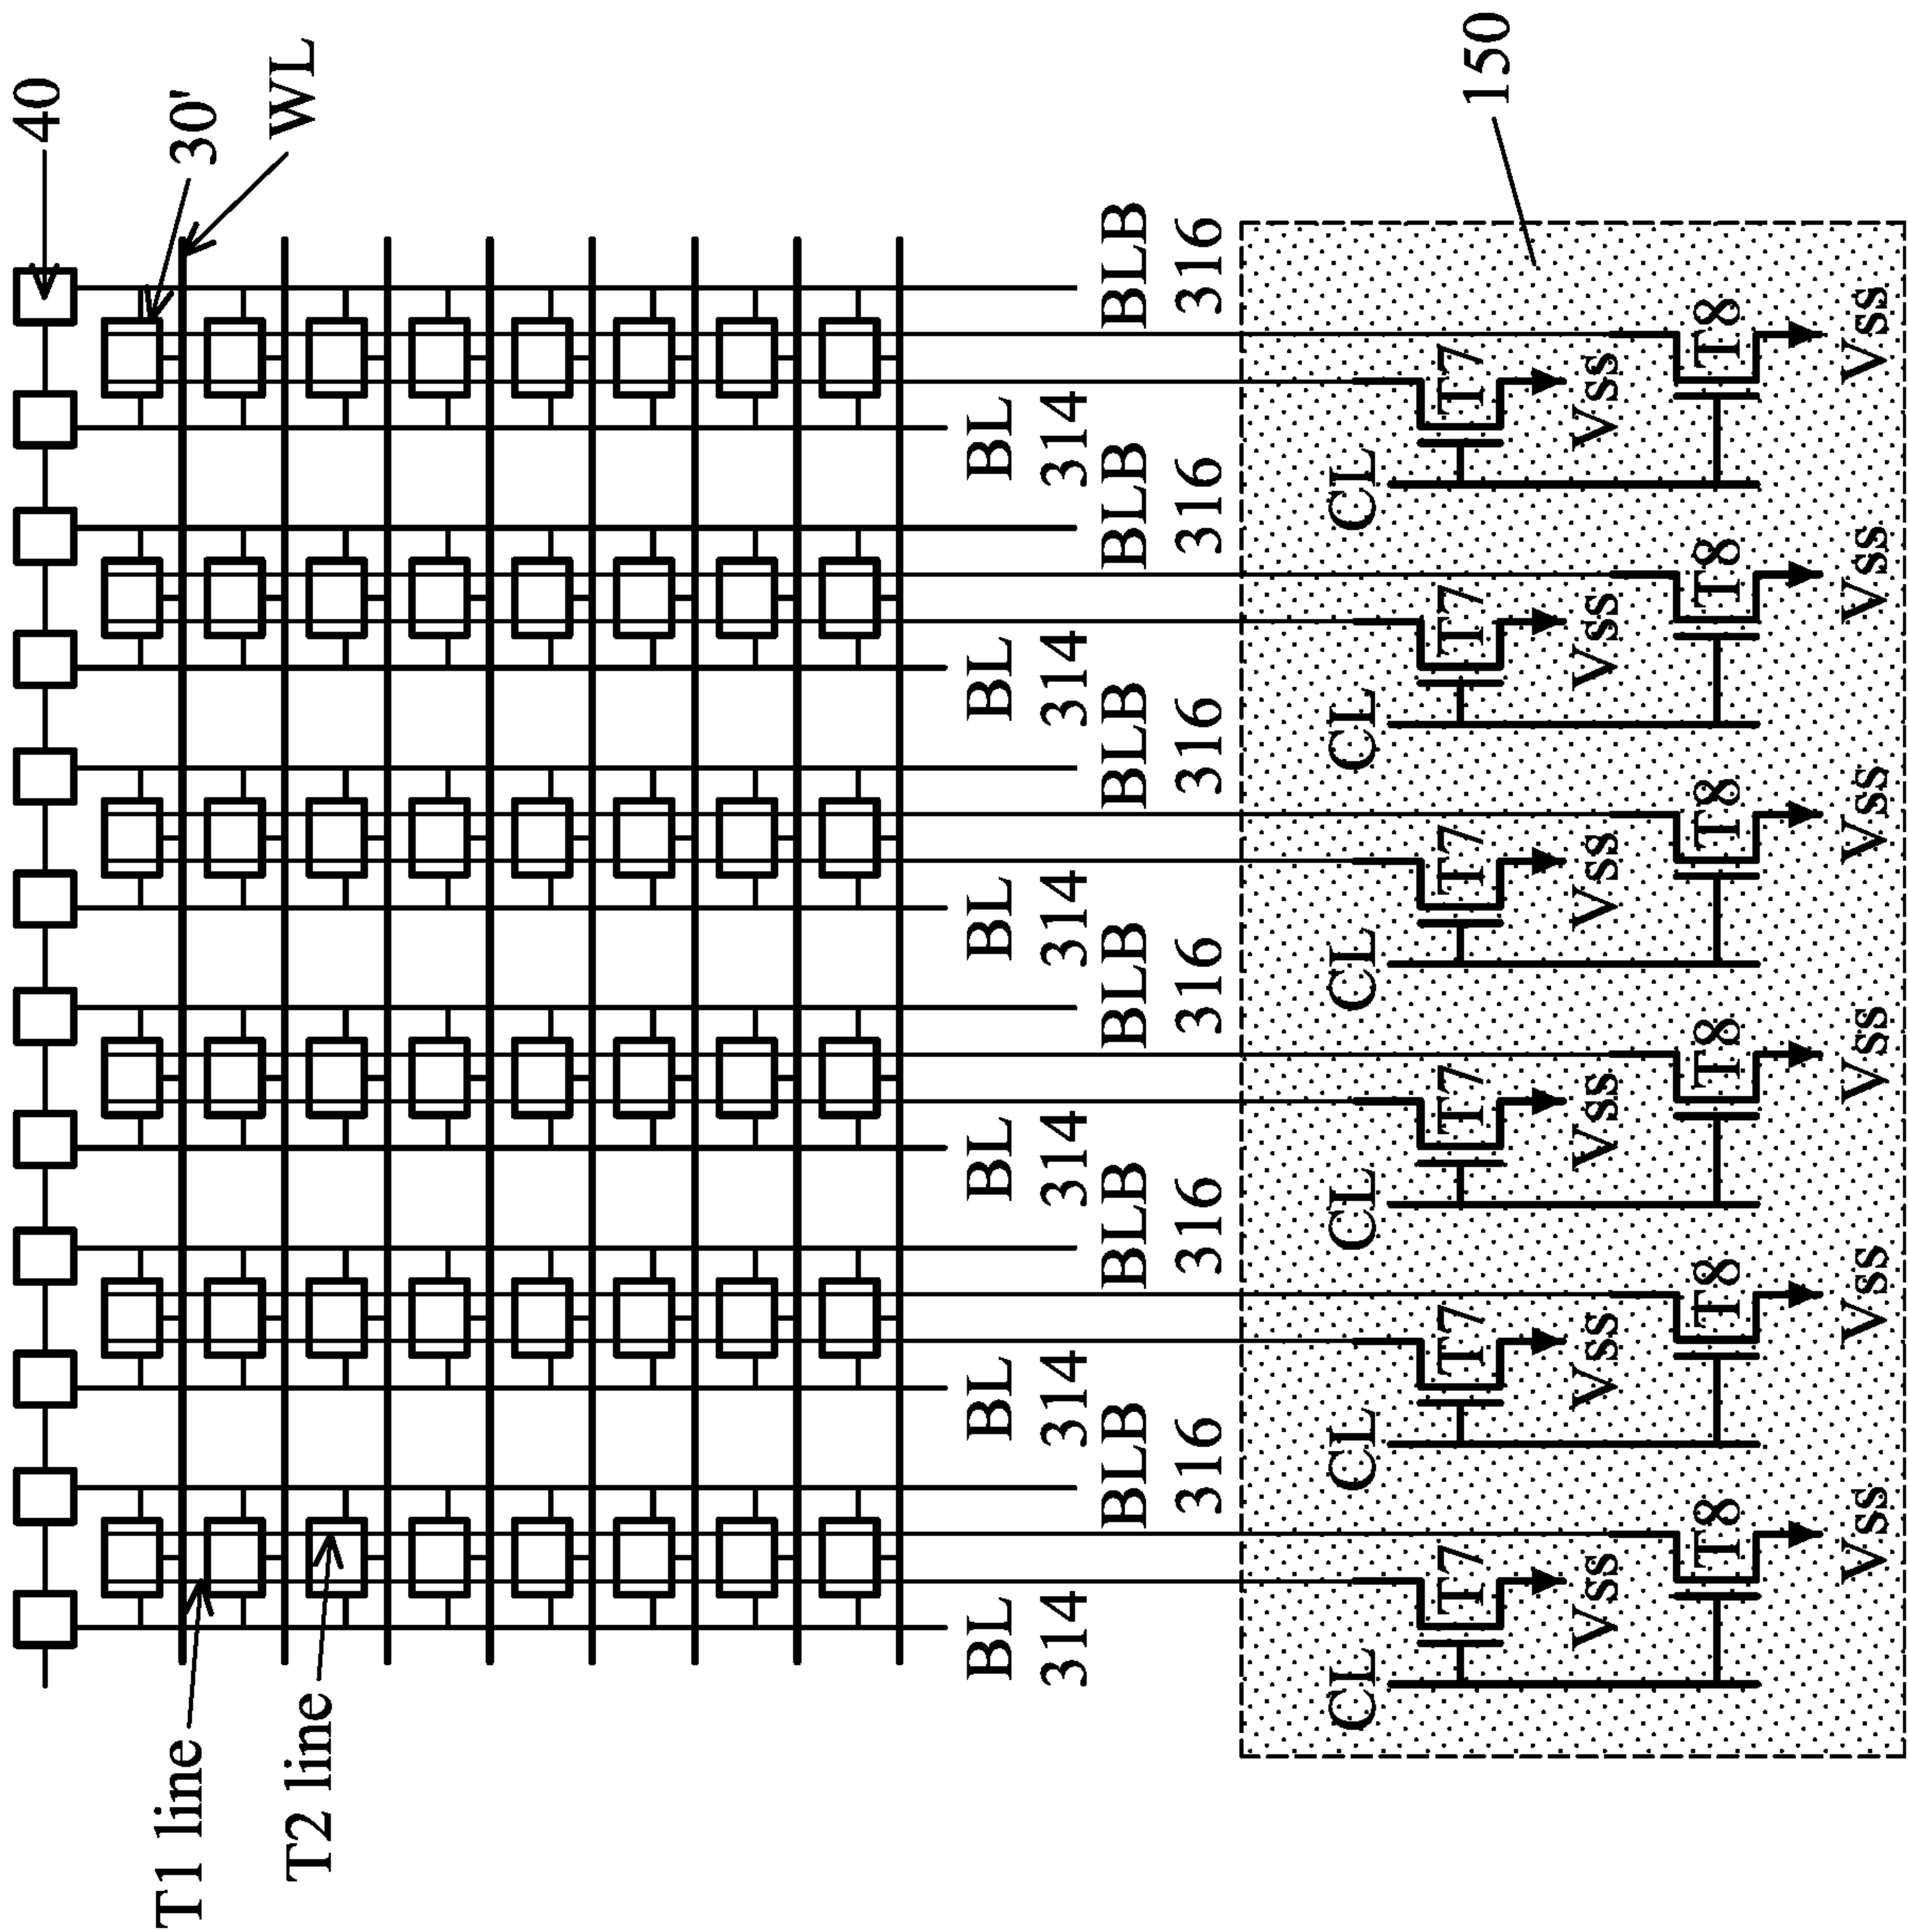 40
T1 line 30'
T2 line WL
BL BL BL BL BL BL
314 314 314 314 314 314
BLB BLB BLB BLB BLB BLB
316 316 316 316 316 316
CL CL CL CL CL CL
T7 T7 T7 T7 T7 T7 150
Vss Vss Vss Vss Vss Vss
T8 T8 T8 T8 T8 T8
Vss Vss Vss Vss Vss Vss